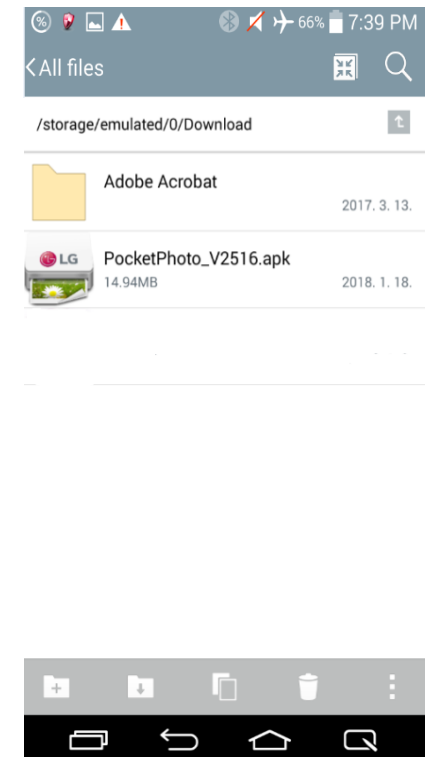 66% 7:39 PM
All files
/storage/emulated/0/Download
Adobe Acrobat
2017. 3. 13.
LG PocketPhoto_V2516.apk
14.94MB 2018. 1. 18.